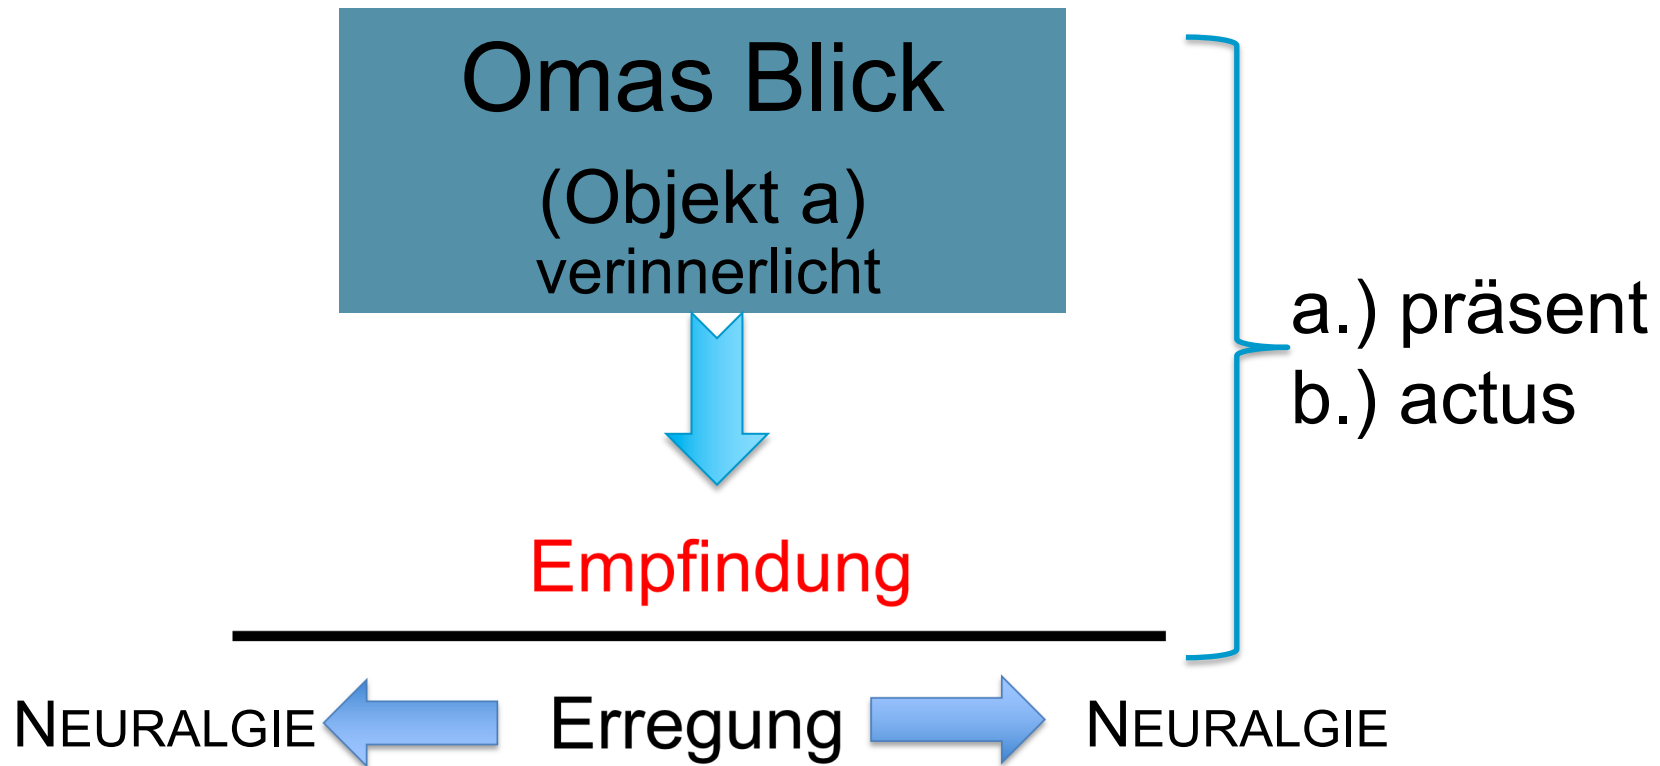 Omas Blick
(Objekt a)
verinnerlicht
a.) präsent
b.) actus
Empfindung
NEURALGIE Erregung NEURALGIE